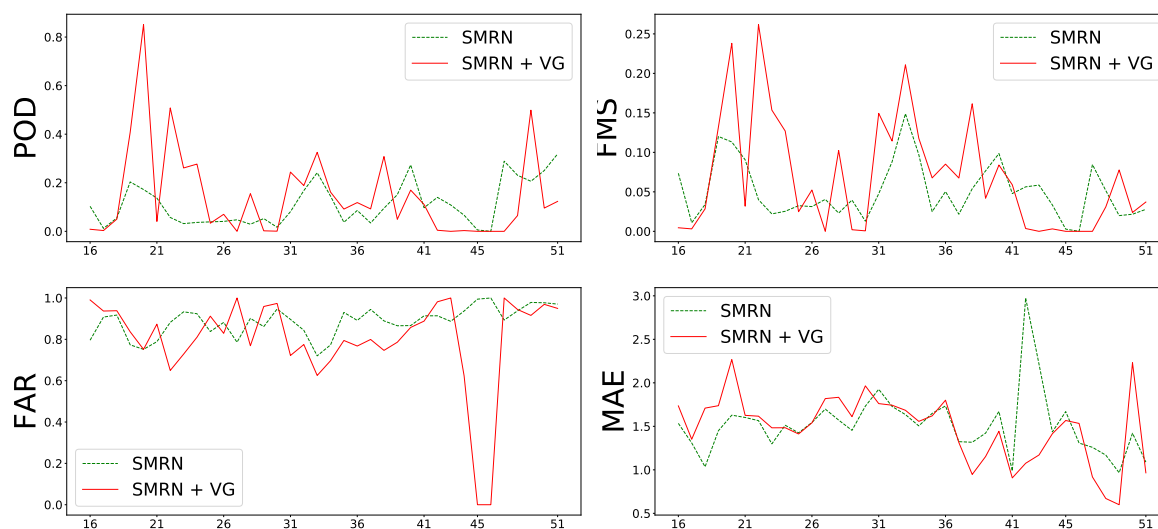 POD
0.8
0.6
0.4
0.2
0.0
16 21 26 31 36 41 45 51
SMRN
SMRN + VG
FMS
0.25
0.20
0.15
0.10
0.05
0.00
16 21 26 31 36 41 45 51
SMRN
SMRN + VG
FAR
1.0
0.8
0.6
0.4
0.2
0.0
16 21 26 31 36 41 45 51
SMRN
SMRN + VG
MAE
3.0
2.5
2.0
1.5
1.0
0.5
16 21 26 31 36 41 45 51
SMRN
SMRN + VG